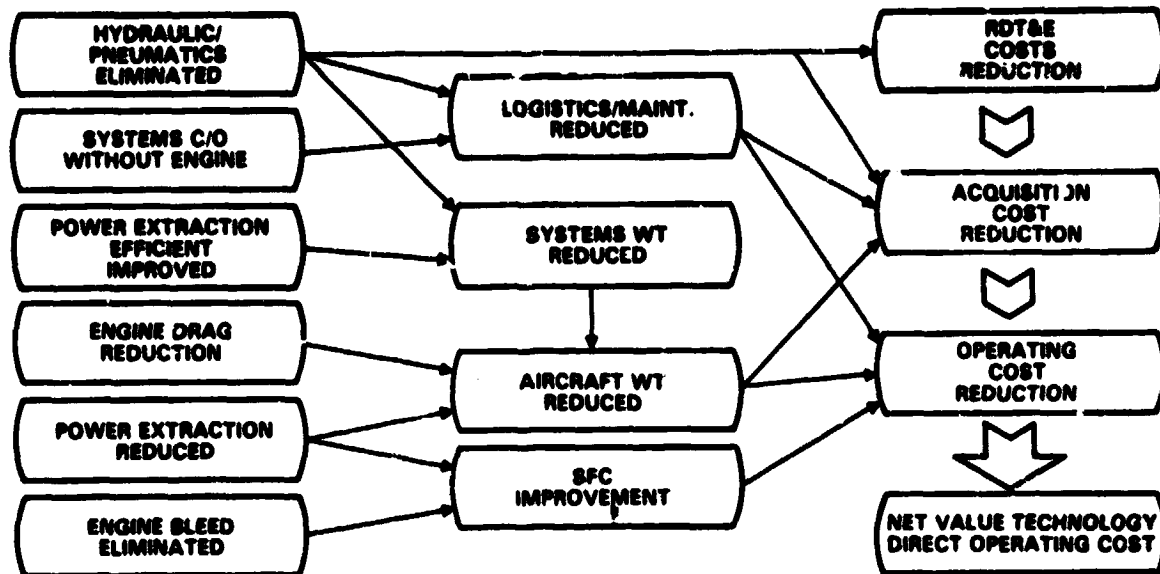 HYDRAULIC/
PNEUMATICS
ELIMINATED
SYSTEMS C/O
WITHOUT ENGINE
POWER EXTRACTION
EFFICIENT
IMPROVED
ENGINE DRAG
REDUCTION
POWER EXTRACTION
REDUCED
ENGINE BLEED
ELIMINATED
LOGISTICS/MAINT.
REDUCED
SYSTEMS WT
REDUCED
AIRCRAFT WT
REDUCED
SFC
IMPROVEMENT
RDT&E
COSTS
REDUCTION
ACQUISITION
COST
REDUCTION
OPERATING
COST
REDUCTION
NET VALUE TECHNOLOGY
DIRECT OPERATING COST